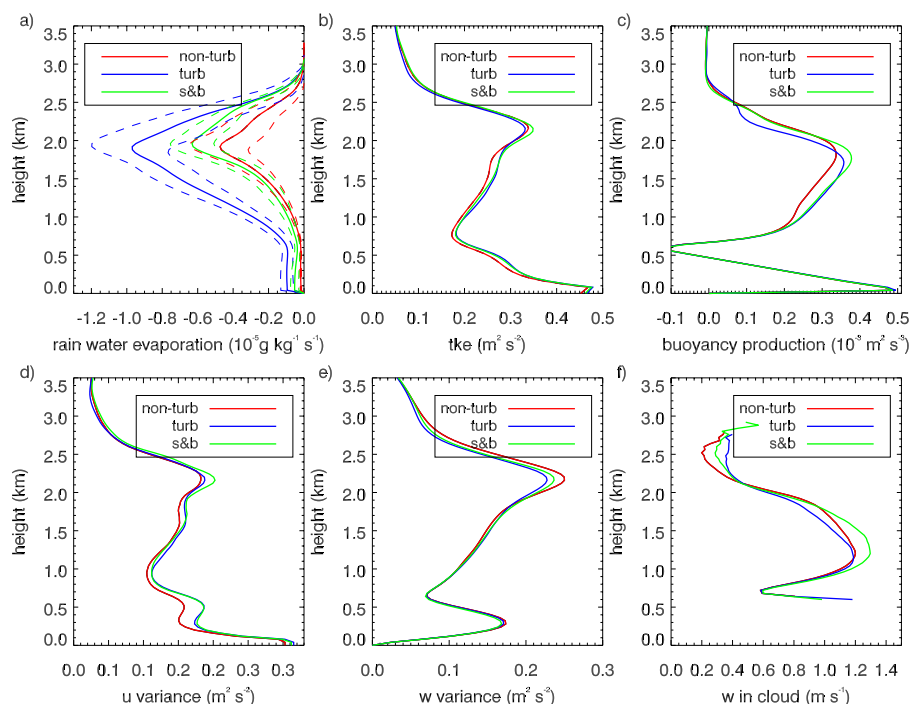 a)
3.5
3.0
2.5
2.0
1.5
1.0
0.5
0.0
height (km)
non-turb
turb
s&b
-1.2 -1.0 -0.8 -0.6 -0.4 -0.2 0.0
rain water evaporation (10⁻⁵g kg⁻¹ s⁻¹)
b)
3.5
3.0
2.5
2.0
1.5
1.0
0.5
0.0
height (km)
non-turb
turb
s&b
0.0 0.1 0.2 0.3 0.4 0.5
tke (m² s⁻²)
c)
3.5
3.0
2.5
2.0
1.5
1.0
0.5
0.0
height (km)
non-turb
turb
s&b
-0.1 0.0 0.1 0.2 0.3 0.4 0.5
buoyancy production (10⁻³ m² s⁻³)
d)
3.5
3.0
2.5
2.0
1.5
1.0
0.5
0.0
height (km)
non-turb
turb
s&b
0.0 0.1 0.1 0.2 0.2 0.3
u variance (m² s⁻²)
e)
3.5
3.0
2.5
2.0
1.5
1.0
0.5
0.0
height (km)
non-turb
turb
s&b
0.0 0.1 0.2 0.3
w variance (m² s⁻²)
f)
3.5
3.0
2.5
2.0
1.5
1.0
0.5
0.0
height (km)
non-turb
turb
s&b
0.0 0.2 0.4 0.6 0.8 1.0 1.2 1.4
w in cloud (m s⁻¹)